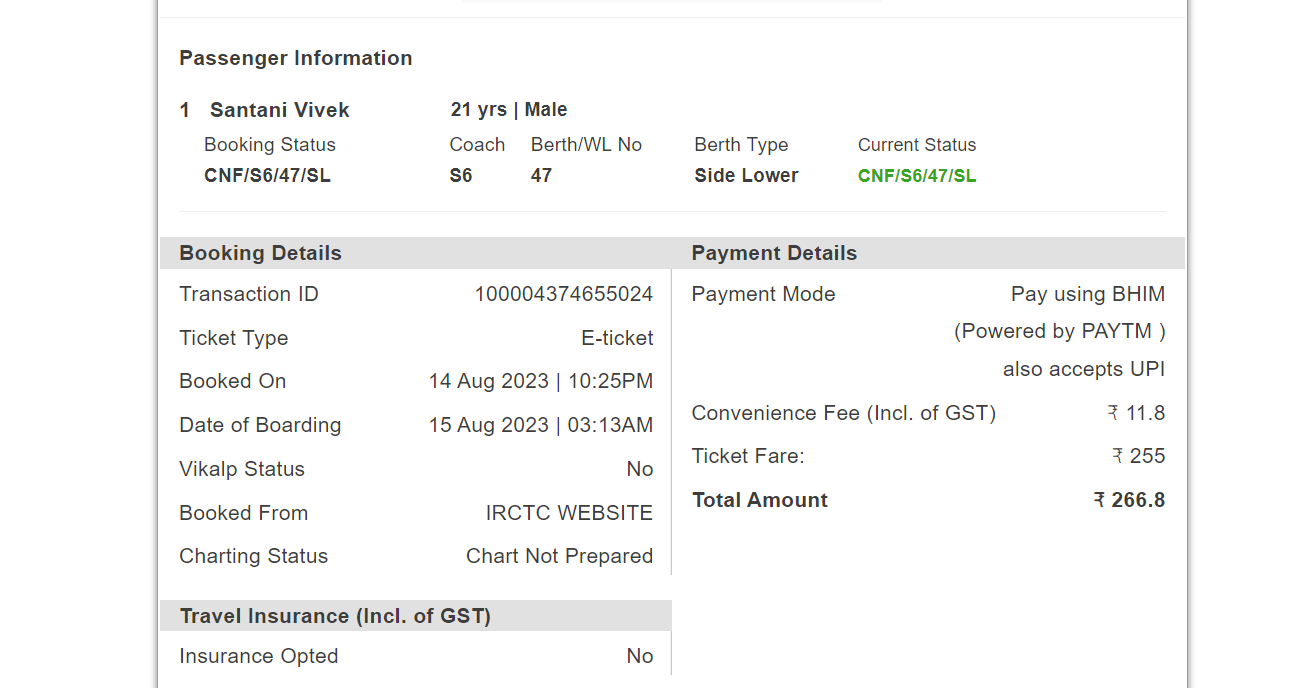 Passenger Information
1 Santani Vivek 21 yrs | Male
Booking Status Coach Berth/WL No Berth Type Current Status
CNF/S6/47/SL S6 47 Side Lower CNF/S6/47/SL
Booking Details Payment Details
Transaction ID 100004374655024 Payment Mode Pay using BHIM
(Powered by PAYTM )
Ticket Type E-ticket
also accepts UPI
Booked On 14 Aug 2023 | 10:25PM
Convenience Fee (Incl. of GST) ₹ 11.8
Date of Boarding 15 Aug 2023 | 03:13AM
Ticket Fare: ₹ 255
Vikalp Status No
Total Amount ₹ 266.8
Booked From IRCTC WEBSITE
Charting Status Chart Not Prepared
Travel Insurance (Incl. of GST)
Insurance Opted No